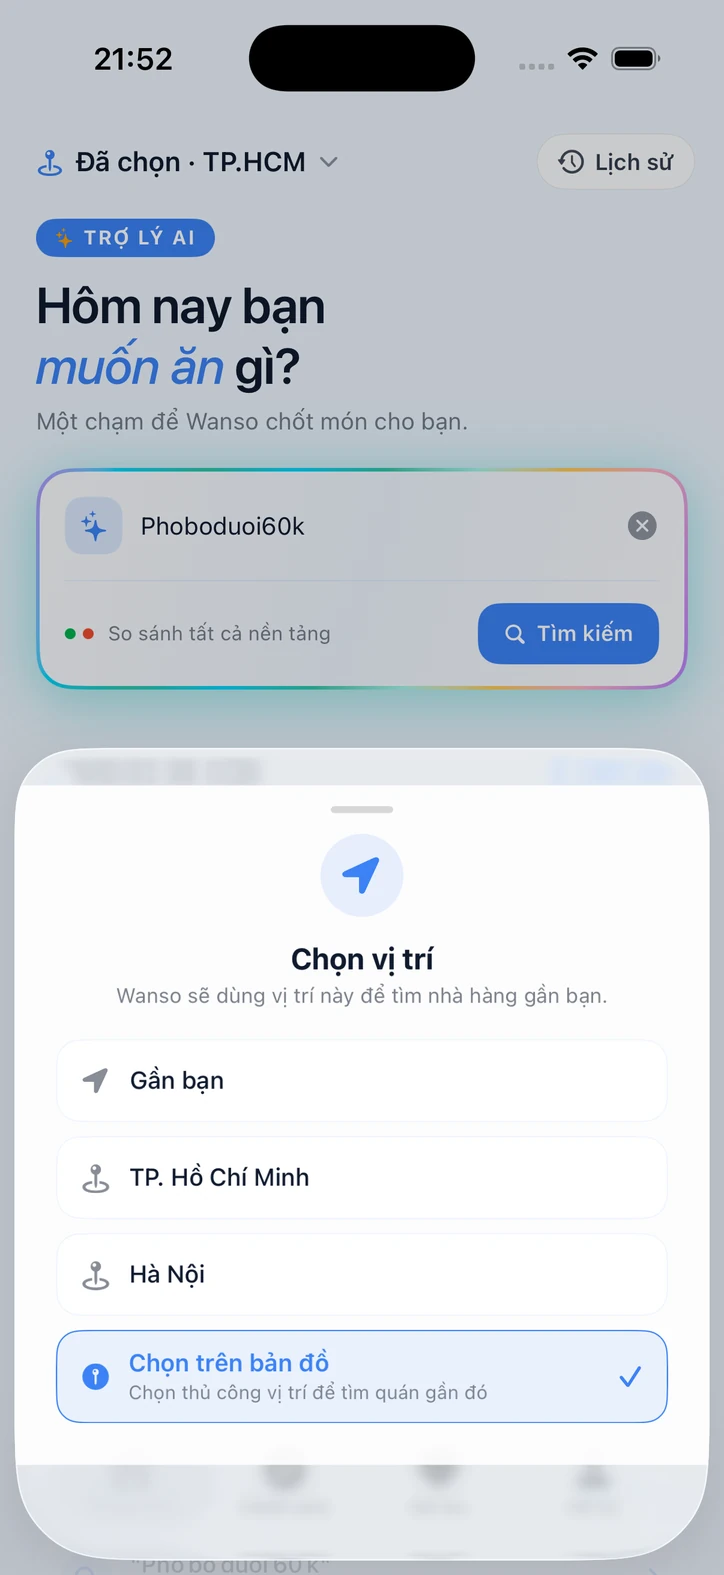 21:52
Đã chọn · TP.HCM
Lịch sử
TRỢ LÝ AI
Hôm nay bạn
muốn ăn gì?
Một chạm để Wanso chốt món cho bạn.
Phoboduoi60k
So sánh tất cả nền tảng
Tìm kiếm
Chọn vị trí
Wanso sẽ dùng vị trí này để tìm nhà hàng gần bạn.
Gần bạn
TP. Hồ Chí Minh
Hà Nội
Chọn trên bản đồ
Chọn thủ công vị trí để tìm quán gần đó